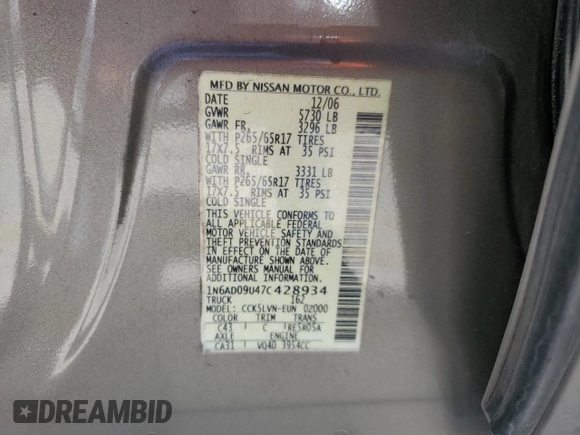 MFD BY NISSAN MOTOR CO., LTD.
DATE 12/06
GVWR 5730 LB
GAWR FR. 3296 LB
WITH P265/65R17 TIRES
17X7.5 RIMS AT 35 PSI
COLD SINGLE
GAWR RR. 3331 LB
WITH P265/65R17 TIRES
17X7.5 RIMS AT 35 PSI
COLD SINGLE
THIS VEHICLE CONFORMS TO
ALL APPLICABLE FEDERAL
MOTOR VEHICLE SAFETY AND
THEFT PREVENTION STANDARDS
IN EFFECT ON THE DATE OF
MANUFACTURE SHOWN ABOVE.
SEE OWNERS MANUAL FOR
ADDITIONAL INFORMATION.
1N6AD09U47C428934
TRUCK 162
MODEL CCK5LVN-EUN 02000
COLOR TRIM TRANS
C43 C RE5R05A
AXLE ENGINE
CA31 VQ40 3954CC
DREAMBID